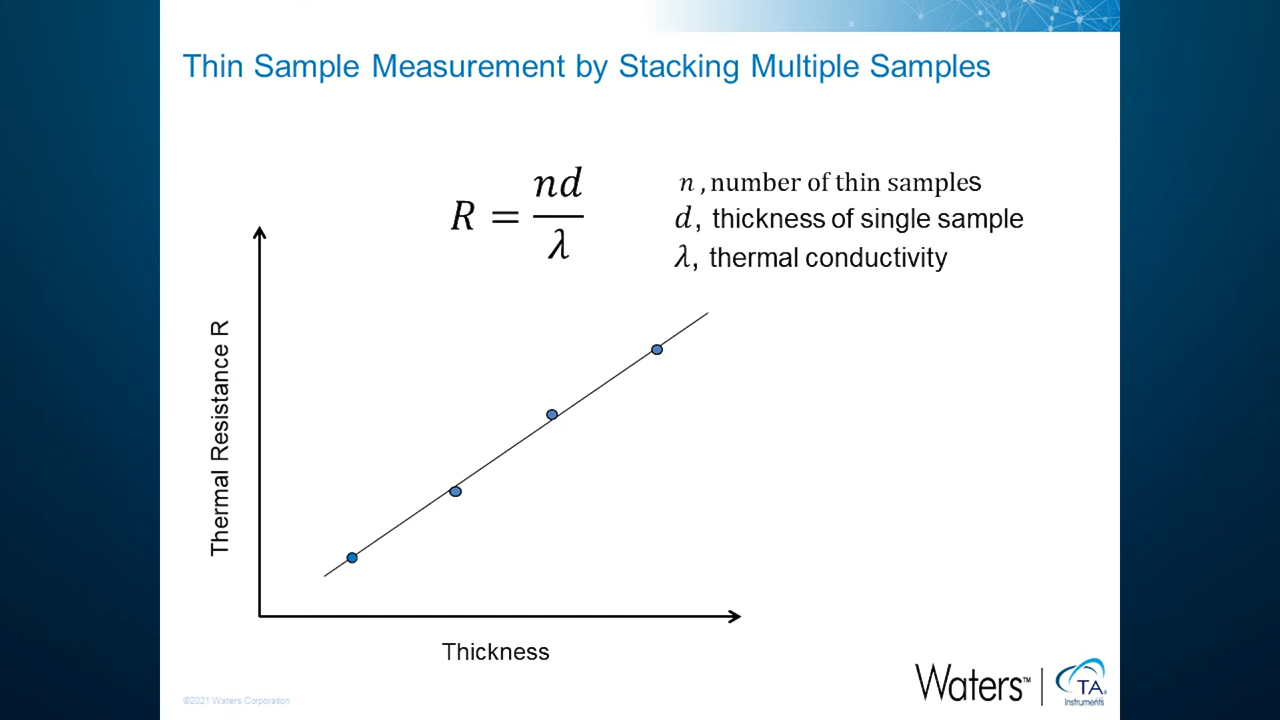 Thin Sample Measurement by Stacking Multiple Samples
R = nd/λ
n , number of thin samples
d, thickness of single sample
λ, thermal conductivity
Thermal Resistance R
Thickness
Waters™ | TA
Instruments
©2021 Waters Corporation